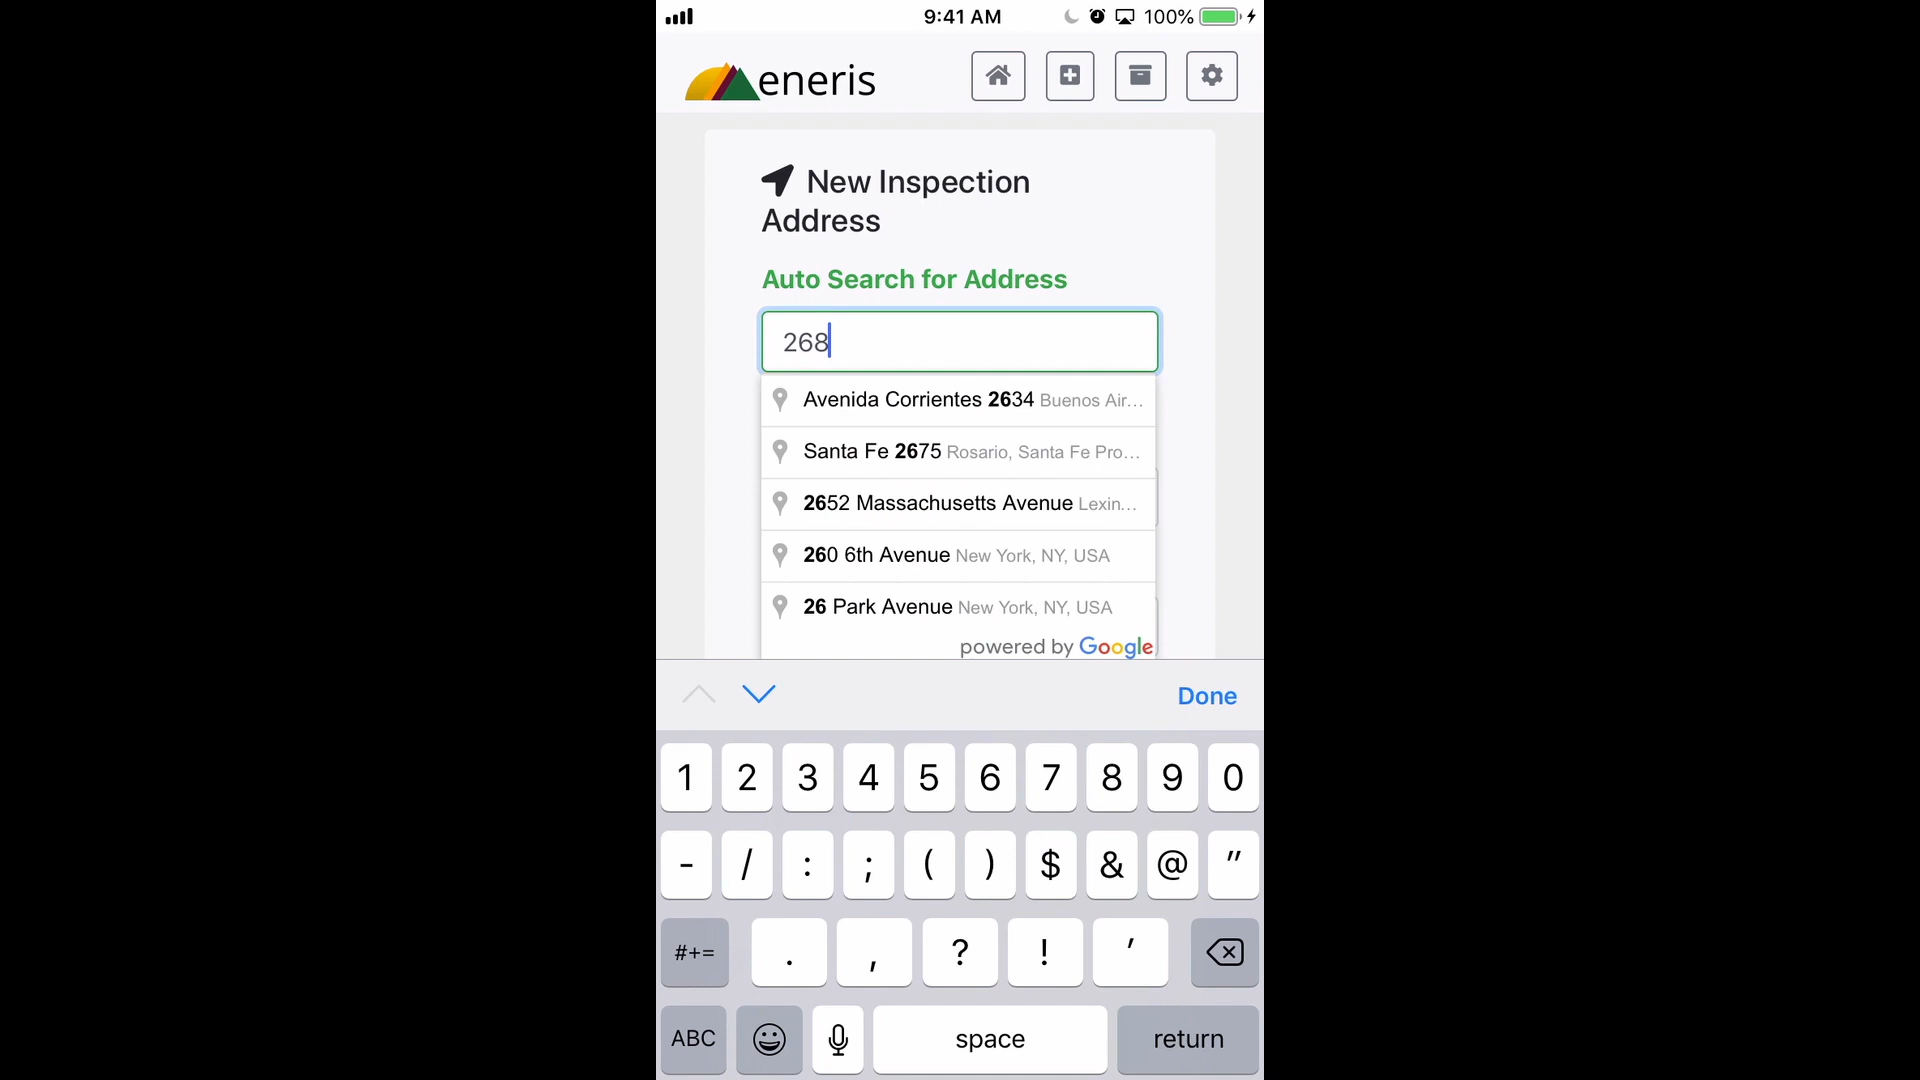 9:41 AM 100%
eneris
New Inspection
Address
Auto Search for Address
268
Avenida Corrientes 2634 Buenos Air...
Santa Fe 2675 Rosario, Santa Fe Pro...
2652 Massachusetts Avenue Lexin...
260 6th Avenue New York, NY, USA
26 Park Avenue New York, NY, USA
powered by Google
Done
1 2 3 4 5 6 7 8 9 0
- / : ; ( ) $ & @ "
#+= . , ? ! '
ABC space return